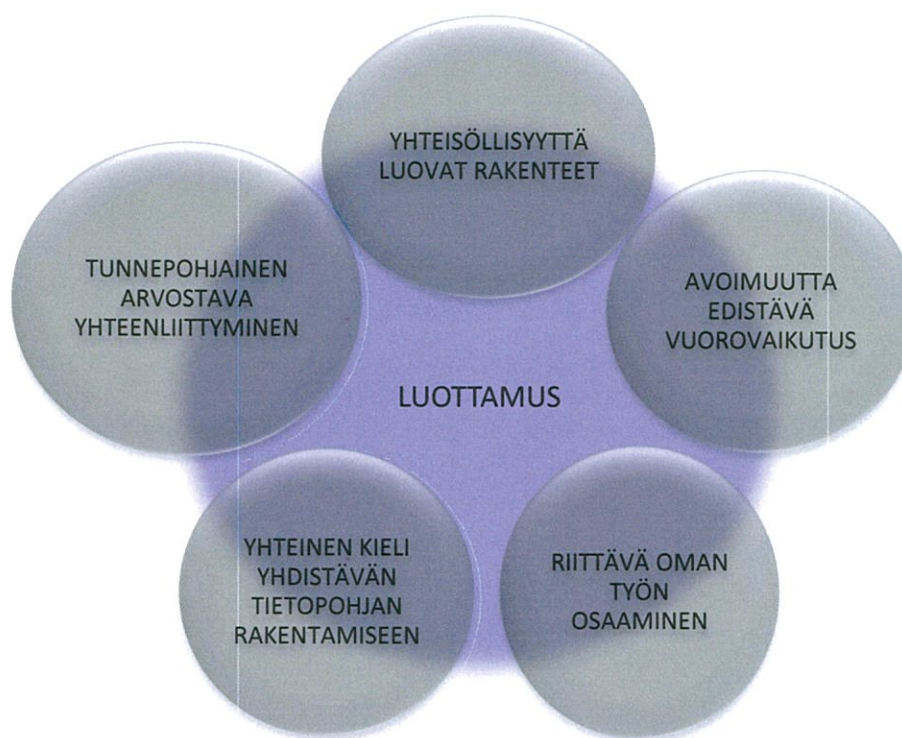 YHTEISÖLLISYYTTÄ
LUOVAT RAKENTEET
TUNNEPOHJAINEN
ARVOSTAVA
YHTEENLIITTYMINEN
AVOIMUUTTA
EDISTÄVÄ
VUOROVAIKUTUS
LUOTTAMUS
YHTEINEN KIELI
YHDISTÄVÄN
TIETOPOHJAN
RAKENTAMISEEN
RIITTÄVÄ OMAN
TYÖN
OSAAMINEN